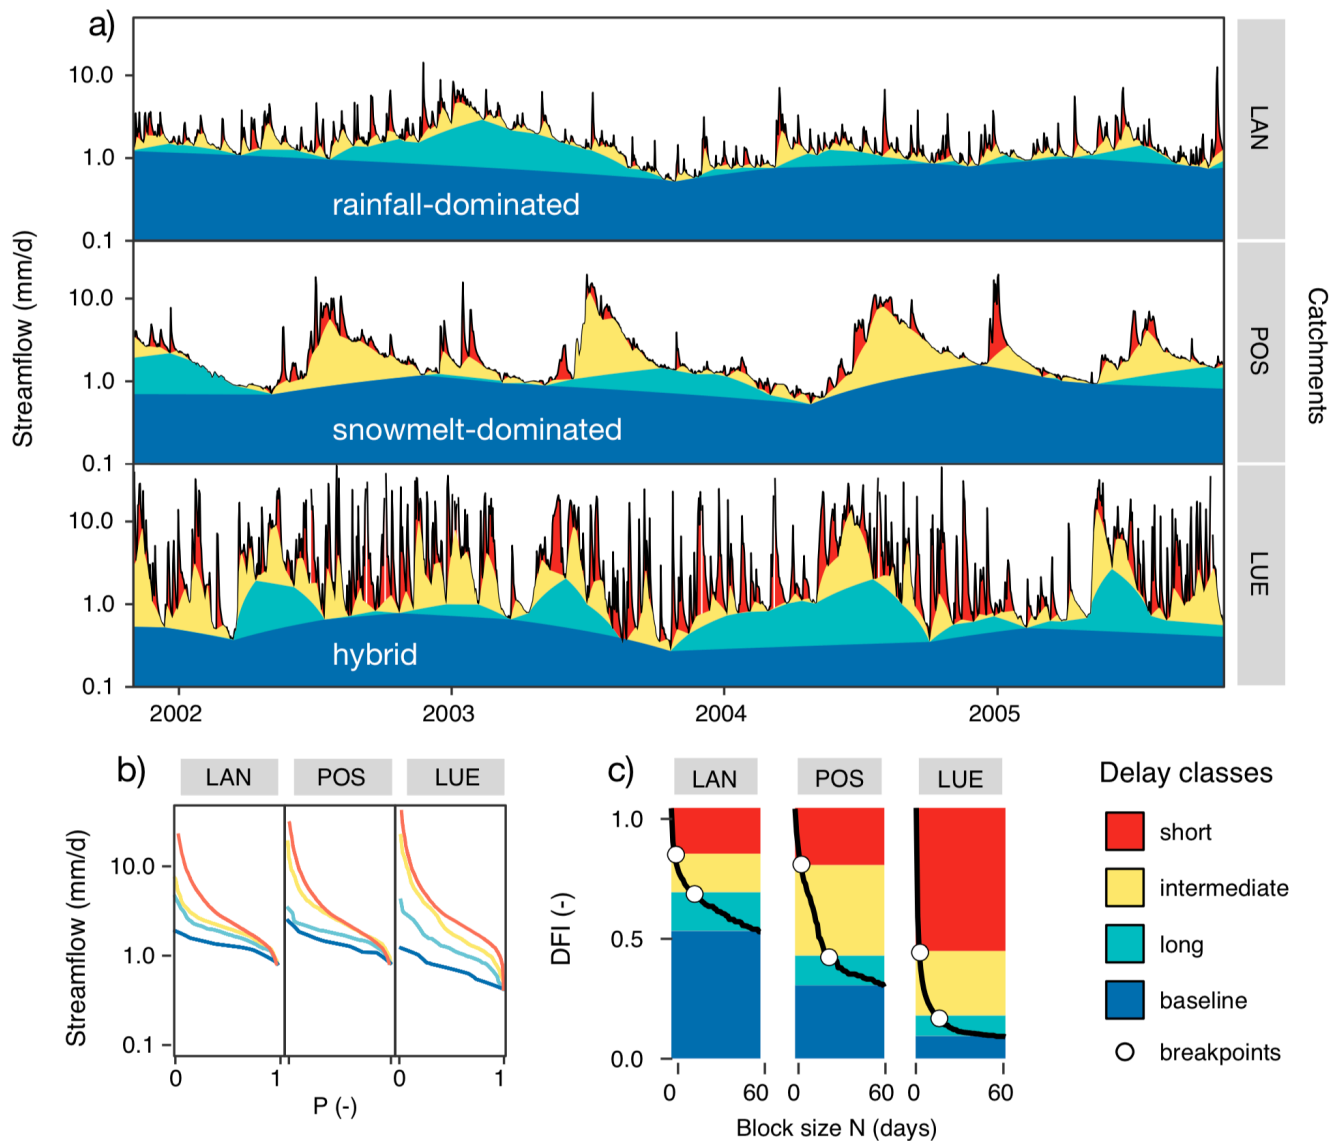 a)
Streamflow (mm/d)
10.0
1.0
0.1
rainfall-dominated
LAN
10.0
1.0
0.1
snowmelt-dominated
POS
Catchments
10.0
1.0
0.1
hybrid
LUE
2002 2003 2004 2005
b)
LAN POS LUE
Streamflow (mm/d)
10.0
1.0
0.1
0 1 0 1
P (-)
c)
LAN POS LUE
DFI (-)
1.0
0.5
0.0
0 60 0 60 0 60
Block size N (days)
Delay classes
short
intermediate
long
baseline
breakpoints